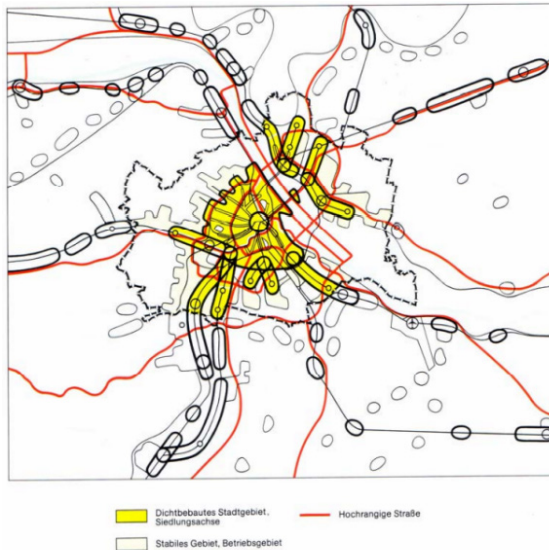 Dichtbebautes Stadtgebiet,
Siedlungsachse
Hochrangige Straße
Stabiles Gebiet, Betriebsgebiet